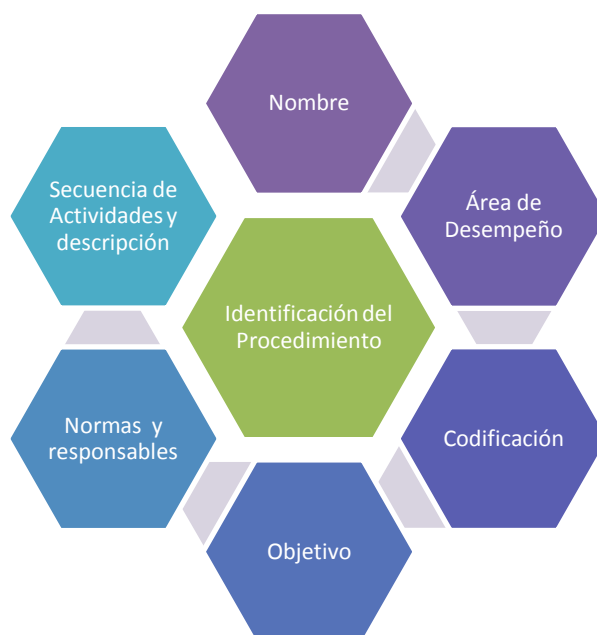 Nombre
Área de
Desempeño
Codificación
Objetivo
Normas y
responsables
Secuencia de
Actividades y
descripción
Identificación del
Procedimiento